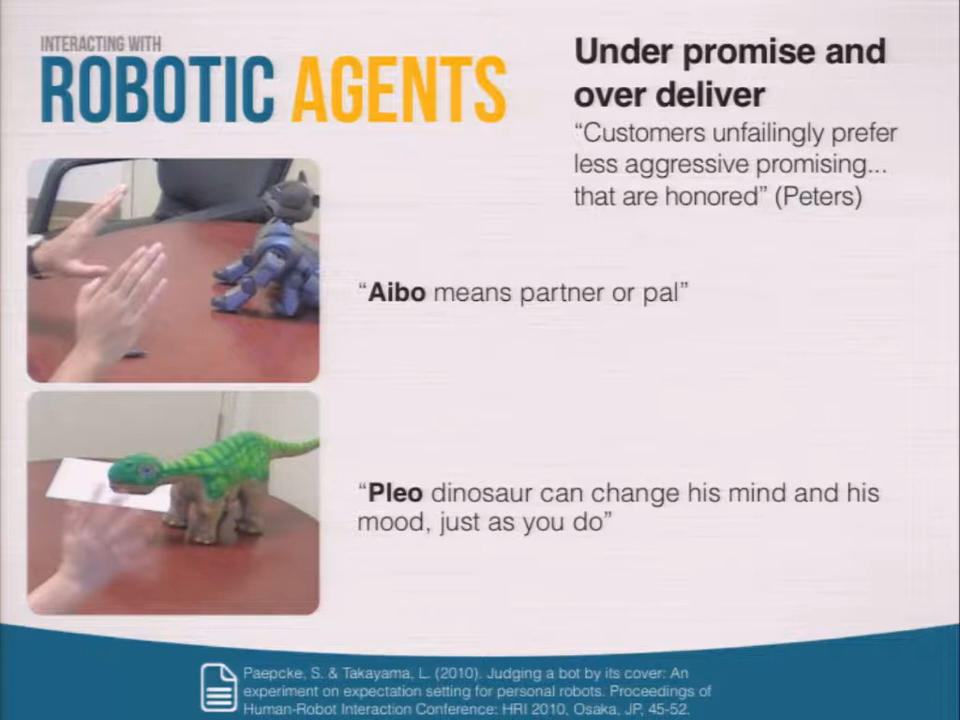 INTERACTING WITH
ROBOTIC AGENTS
Under promise and
over deliver
“Customers unfailingly prefer
less aggressive promising...
that are honored” (Peters)
“Aibo means partner or pal”
“Pleo dinosaur can change his mind and his
mood, just as you do”
Paepcke, S. & Takayama, L. (2010). Judging a bot by its cover: An
experiment on expectation setting for personal robots. Proceedings of
Human-Robot Interaction Conference: HRI 2010, Osaka, JP, 45-52.